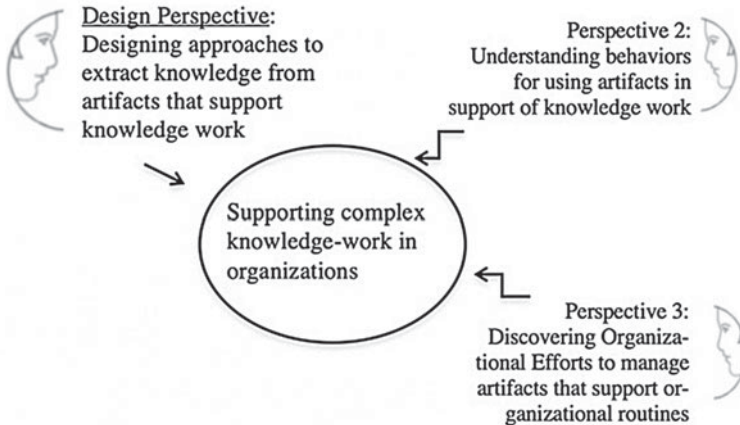 Design Perspective:
Designing approaches to
extract knowledge from
artifacts that support
knowledge work
Perspective 2:
Understanding behaviors
for using artifacts in
support of knowledge work
Supporting complex
knowledge-work in
organizations
Perspective 3:
Discovering Organiza-
tional Efforts to manage
artifacts that support or-
ganizational routines